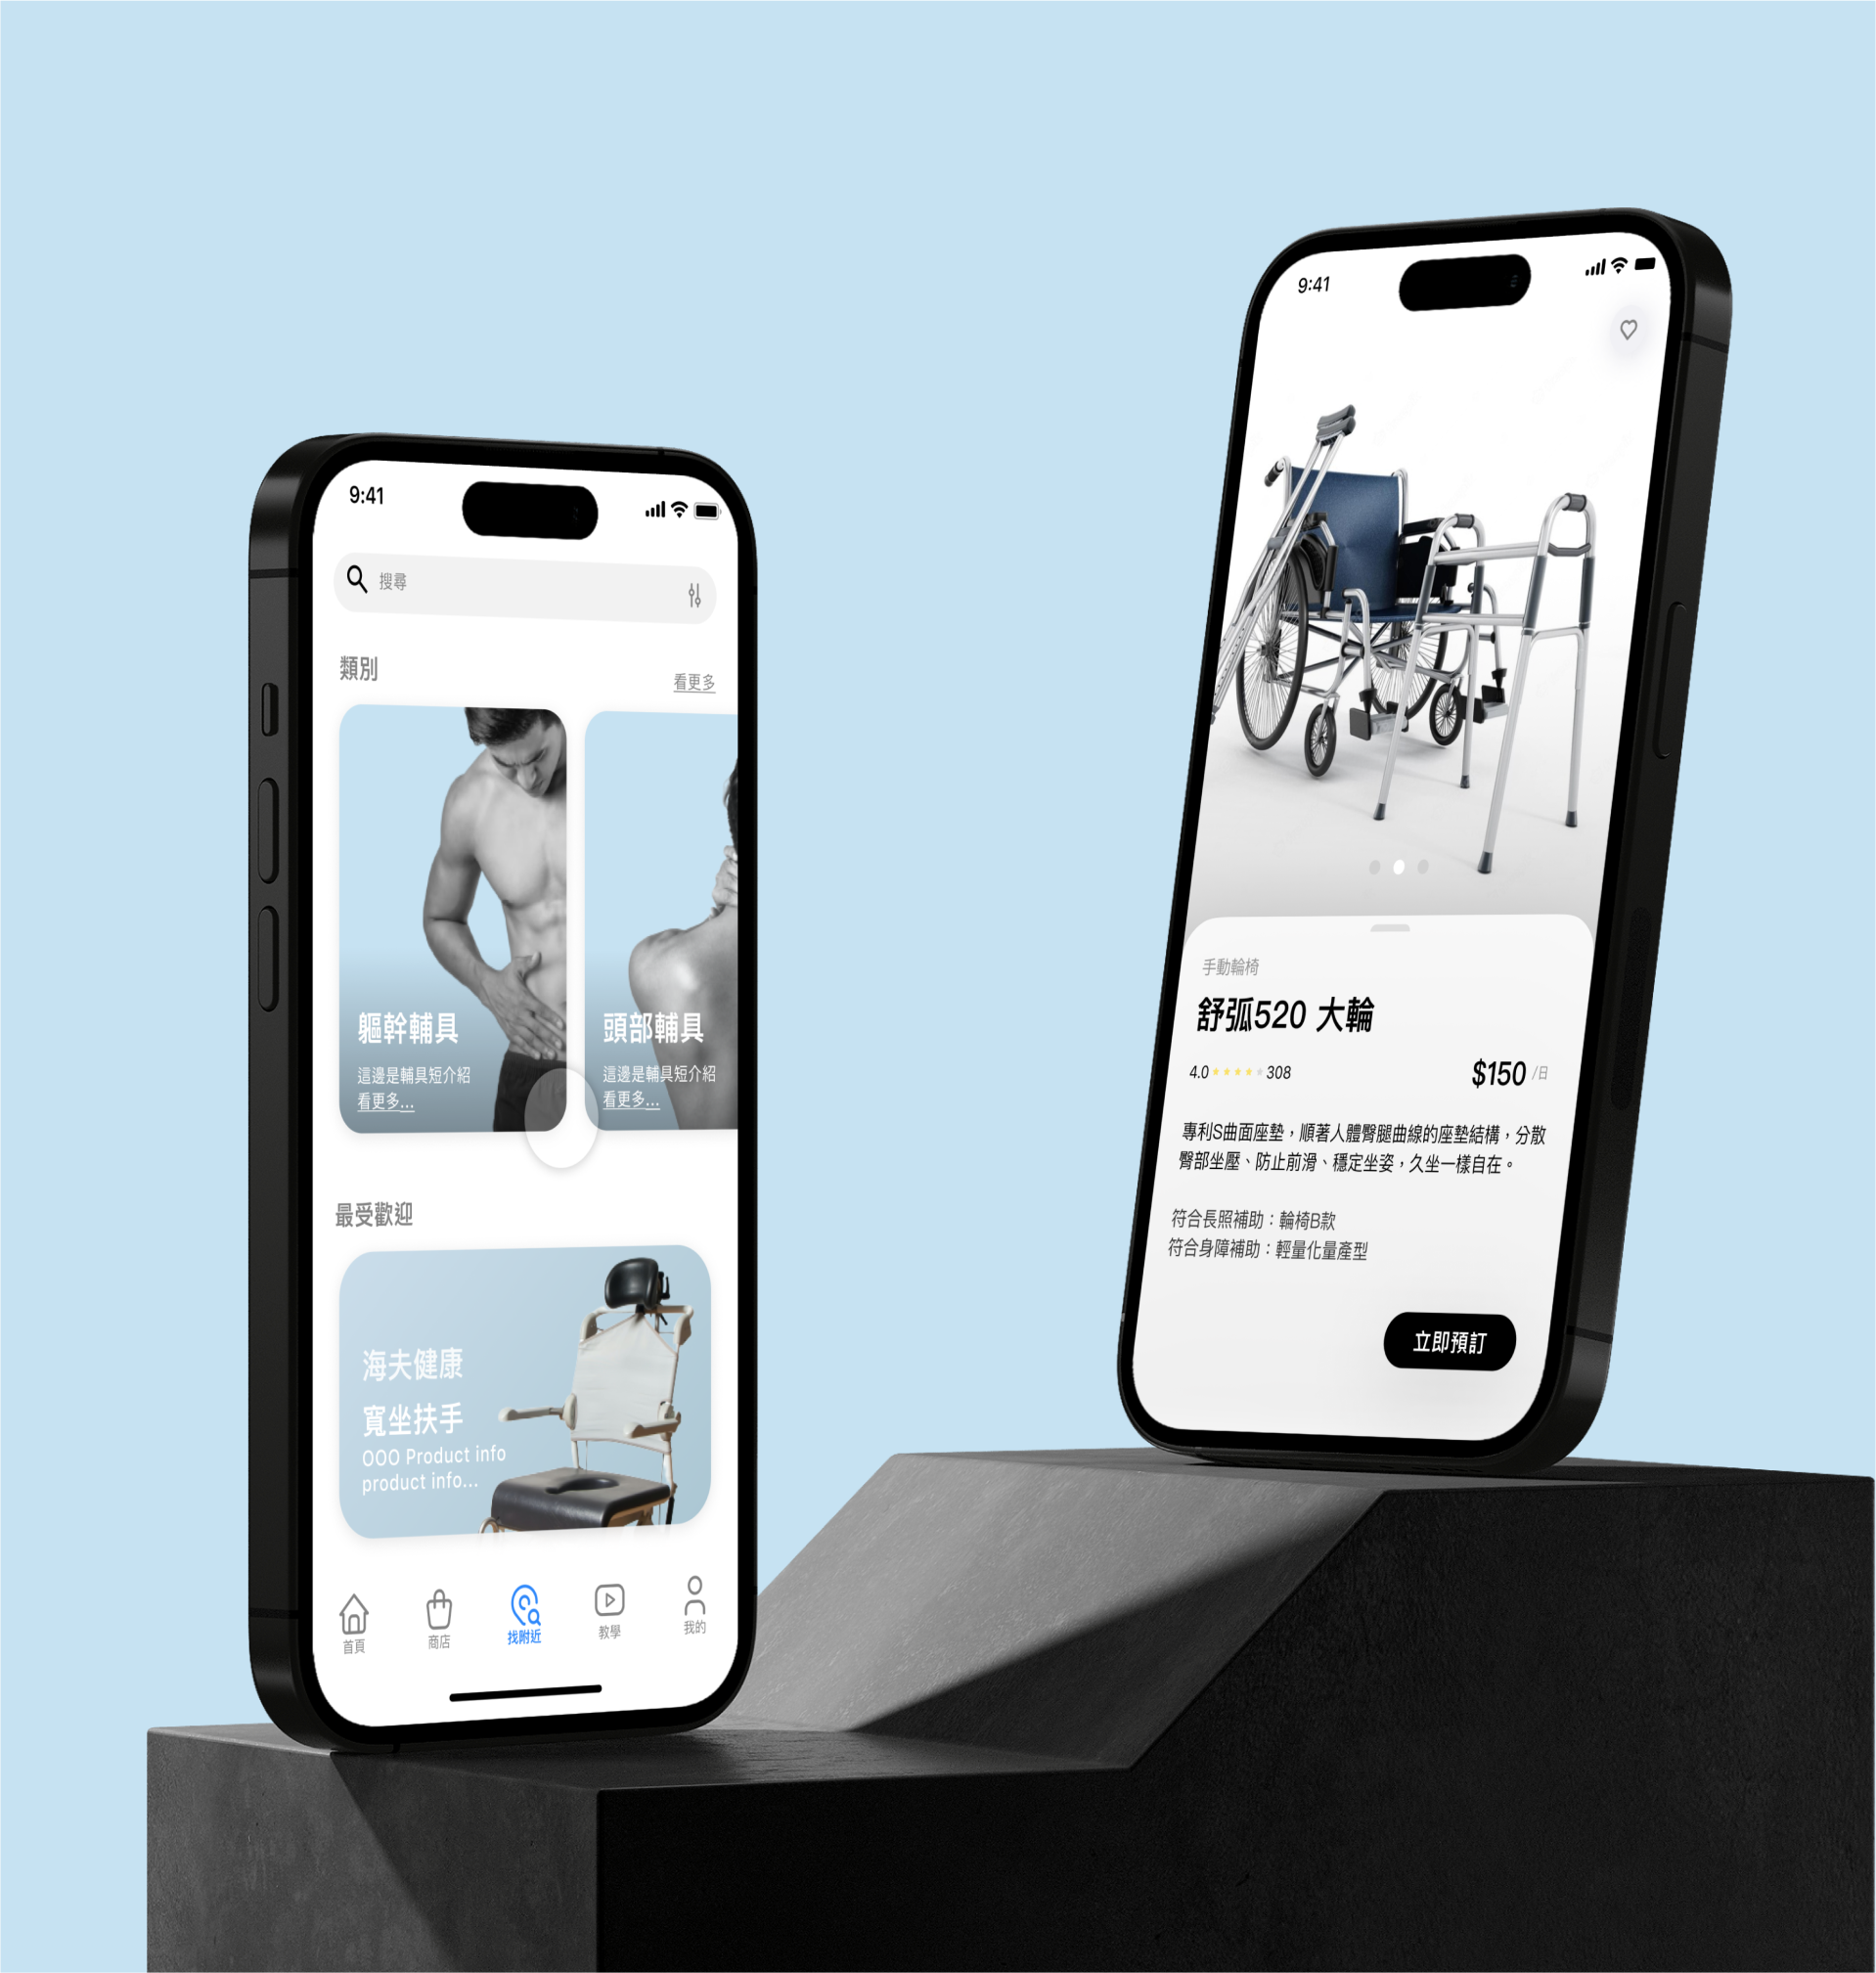 9:41
搜尋
類別
看更多
軀幹輔具
這邊是輔具短介紹
看更多...
頭部輔具
這邊是輔具短介紹
看更多...
最受歡迎
海夫健康
寬坐扶手
OOO Product info
product info...
首頁
商店
找附近
教學
我的
9:41
手動輪椅
舒弧520 大輪
4.0 308
$150 /日
專利S曲面座墊，順著人體臀腿曲線的座墊結構，分散
臀部坐壓、防止前滑、穩定坐姿，久坐一樣自在。
符合長照補助：輪椅B款
符合身障補助：輕量化量產型
立即預訂